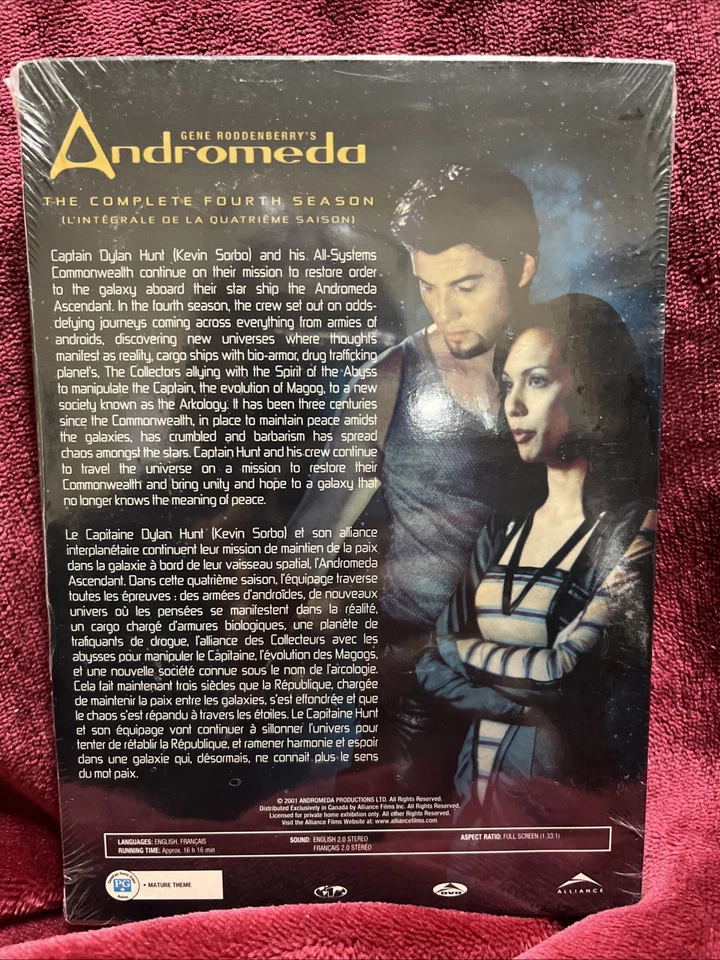 GENE RODDENBERRY'S
Andromeda
THE COMPLETE FOURTH SEASON
(L'INTÉGRALE DE LA QUATRIÈME SAISON)
Captain Dylan Hunt (Kevin Sorbo) and his All-Systems
Commonwealth continue on their mission to restore order
to the galaxy aboard their star ship the Andromeda
Ascendant. In the fourth season, the crew set out on odds-
defying journeys coming across everything from armies of
androids, discovering new universes where thoughts
manifest as reality, cargo ships with bio-armor, drug trafficking
planet's, The Collectors allying with the Spirit of the Abyss
to manipulate the Captain, the evolution of Magog, to a new
society known as the Arkology. It has been three centuries
since the Commonwealth, in place to maintain peace amidst
the galaxies, has crumbled and barbarism has spread
chaos amongst the stars. Captain Hunt and his crew continue
to travel the universe on a mission to restore their
Commonwealth and bring unity and hope to a galaxy that
no longer knows the meaning of peace.
Le Capitaine Dylan Hunt (Kevin Sorbo) et son alliance
interplanétaire continuent leur mission de maintien de la paix
dans la galaxie à bord de leur vaisseau spatial, l'Andromeda
Ascendant. Dans cette quatrième saison, l'équipage traverse
toutes les épreuves : des armées d'androïdes, de nouveaux
univers où les pensées se manifestent dans la réalité,
un cargo chargé d'armures biologiques, une planète de
trafiquants de drogue, l'alliance des Collecteurs avec les
abysses pour manipuler le Capitaine, l'évolution des Magogs,
et une nouvelle société connue sous le nom de l'arcologie.
Cela fait maintenant trois siècles que la République, chargée
de maintenir la paix entre les galaxies, s'est effondrée et que
le chaos s'est répandu à travers les étoiles. Le Capitaine Hunt
et son équipage vont continuer à sillonner l'univers pour
tenter de rétablir la République, et ramener harmonie et espoir
dans une galaxie qui, désormais, ne connait plus le sens
du mot paix.
© 2001 ANDROMEDA PRODUCTIONS LTD. All Rights Reserved.
Distributed Exclusively in Canada by Alliance Films Inc. All Rights Reserved.
Licensed for private home exhibition only. All other Rights Reserved.
Visit the Alliance Films Website at: www.alliancefilms.com
LANGUAGES: ENGLISH, FRANÇAIS
RUNNING TIME: Approx. 16 h 16 min
SOUND: ENGLISH 2.0 STEREO
FRANÇAIS 2.0 STÉRÉO
ASPECT RATIO: FULL SCREEN (1:33:1)
PG
• MATURE THEME
DVD
ALLIANCE